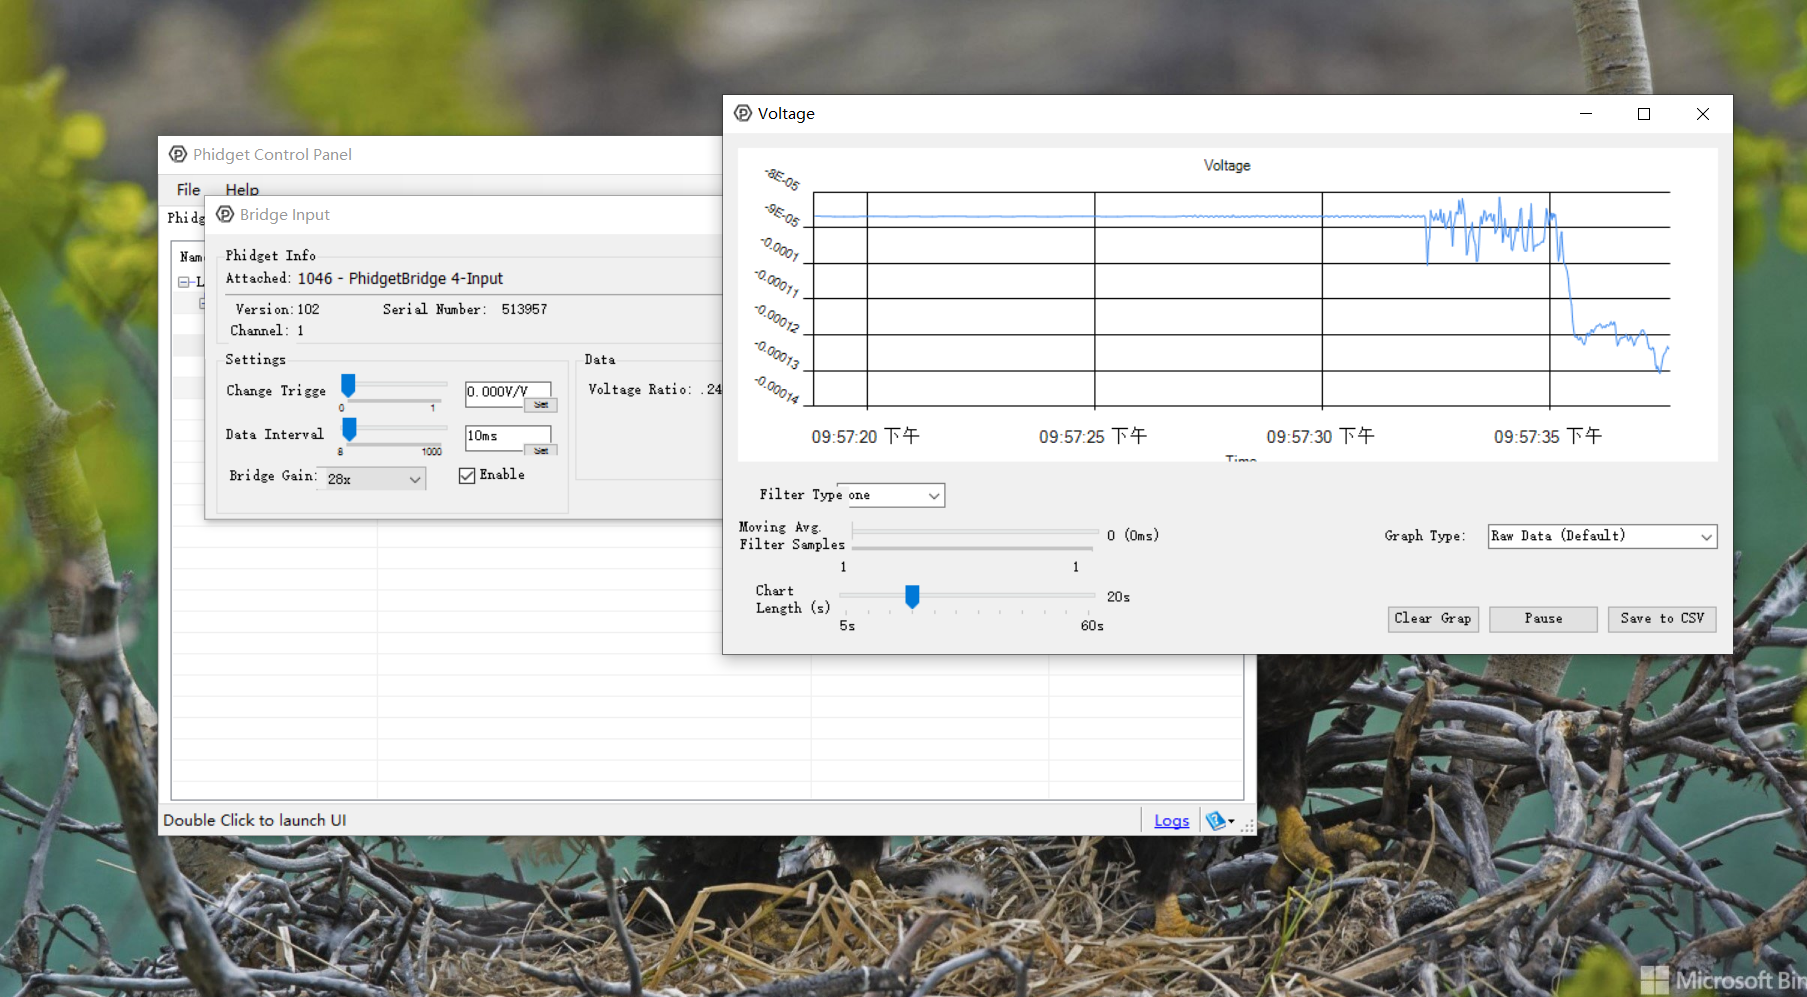 Phidget Control Panel
File Help
Phidg
Name
L
Bridge Input
Phidget Info
Attached: 1046 - PhidgetBridge 4-Input
Version: 102 Serial Number: 513957
Channel: 1
Settings
Change Trigge 0.000V/V
Set
0 1
Data Interval 10ms
Set
8 1000
Bridge Gain: 28x Enable
Data
Voltage Ratio: .24
Double Click to launch UI
Logs
Voltage
Voltage
-8E-05
-9E-05
-0.0001
-0.00011
-0.00012
-0.00013
-0.00014
09:57:20 下午 09:57:25 下午 09:57:30 下午 09:57:35 下午
Time
Filter Type one
Moving Avg.
Filter Samples
0 (0ms)
1 1
Graph Type: Raw Data (Default)
Chart
Length (s)
20s
5s 60s
Clear Grap Pause Save to CSV
Microsoft Bin